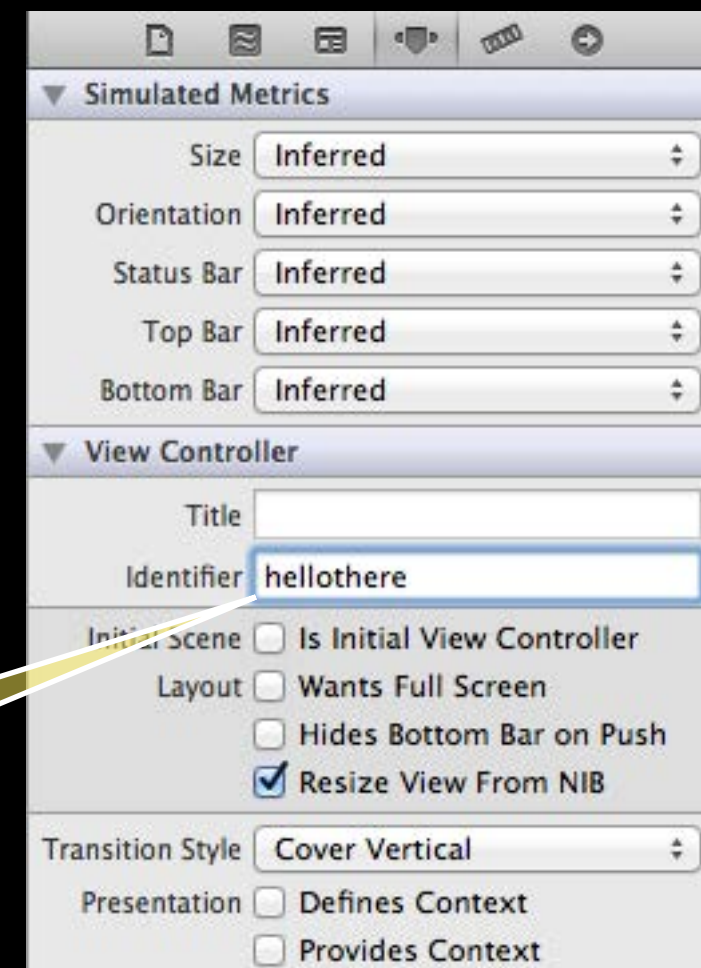 Simulated Metrics
Size Inferred
Orientation Inferred
Status Bar Inferred
Top Bar Inferred
Bottom Bar Inferred
View Controller
Title
Identifier hellothere
Initial Scene Is Initial View Controller
Layout Wants Full Screen
Hides Bottom Bar on Push
Resize View From NIB
Transition Style Cover Vertical
Presentation Defines Context
Provides Context